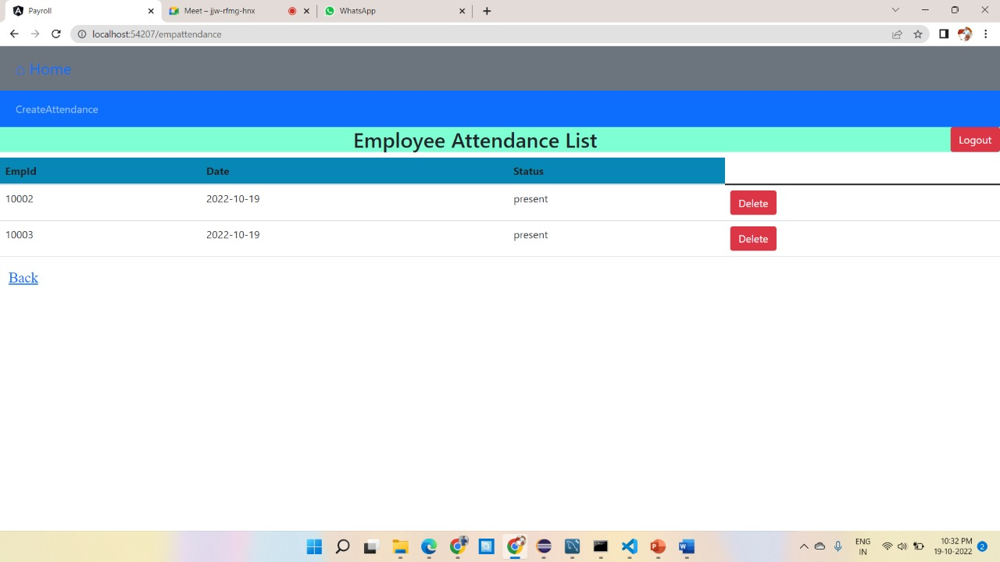 Payroll
Meet – jjw-rfmg-hnx
WhatsApp
localhost:54207/empattendance
⌂ Home
CreateAttendance
Employee Attendance List
Logout
EmpId Date Status
10002 2022-10-19 present Delete
10003 2022-10-19 present Delete
Back
ENG
IN
10:32 PM
19-10-2022
2